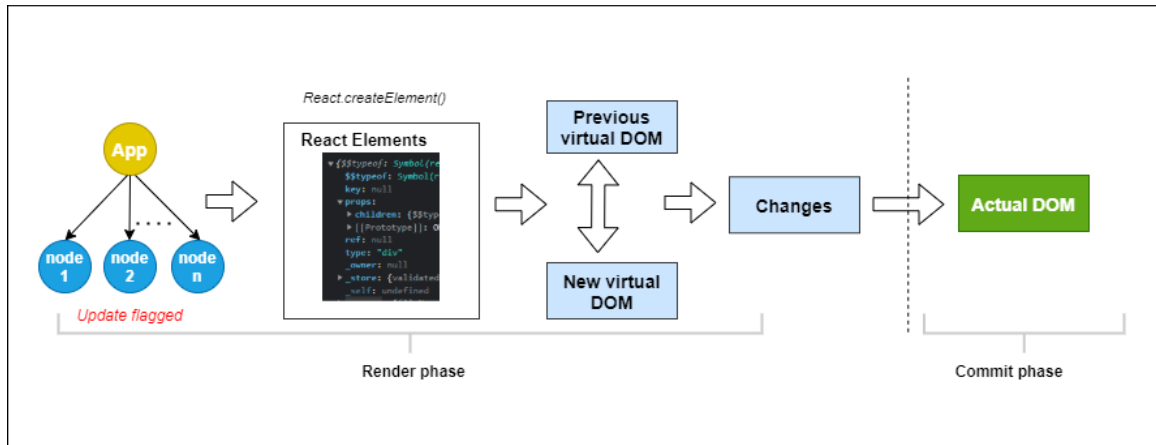 React.createElement()
App
node
1
node
2
node
n
. . . .
Update flagged
React Elements
▼{$$typeof: Symbol(re
$$typeof: Symbol(r
key: null
▼props:
▶children: {$$typ
▶[[Prototype]]: O
ref: null
type: "div"
_owner: null
▶_store: {validated
_self: undefined
Previous
virtual DOM
New virtual
DOM
Changes
Actual DOM
Render phase
Commit phase